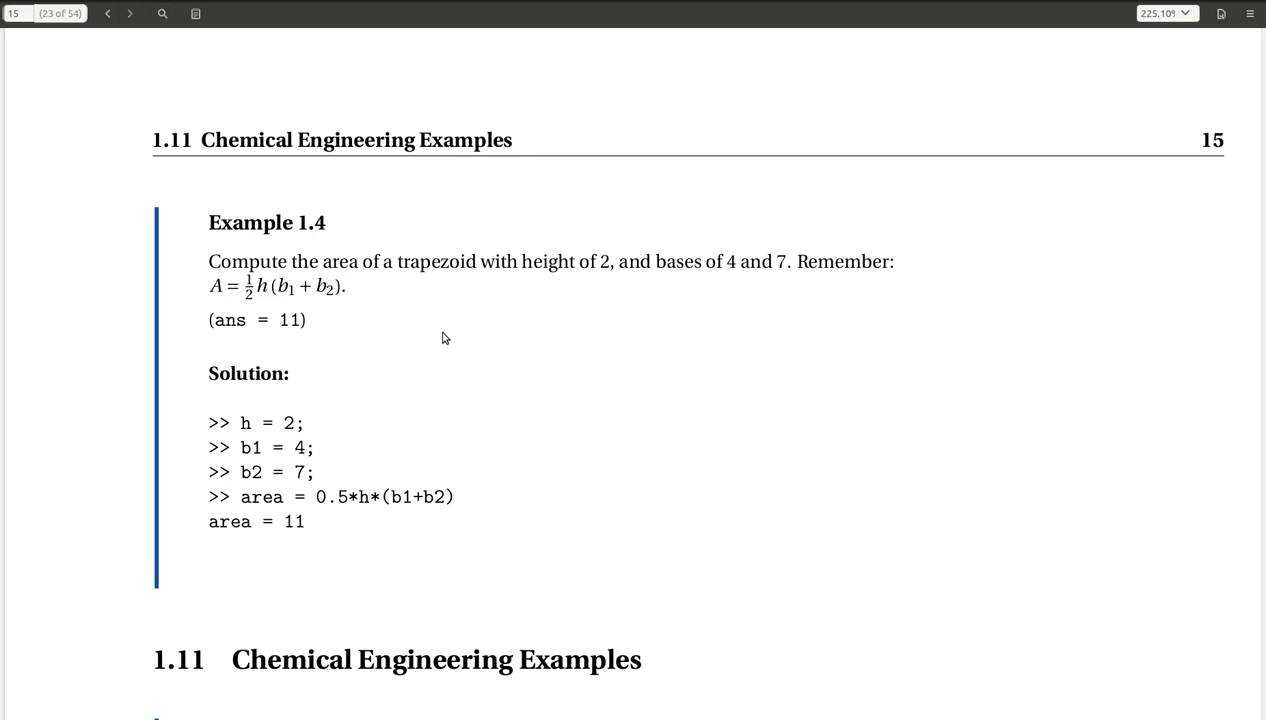 15 (23 of 54) 225.10%
1.11 Chemical Engineering Examples 15
Example 1.4
Compute the area of a trapezoid with height of 2, and bases of 4 and 7. Remember:
A = 1/2 h (b1 + b2).
(ans = 11)
Solution:
>> h = 2;
>> b1 = 4;
>> b2 = 7;
>> area = 0.5*h*(b1+b2)
area = 11
1.11 Chemical Engineering Examples